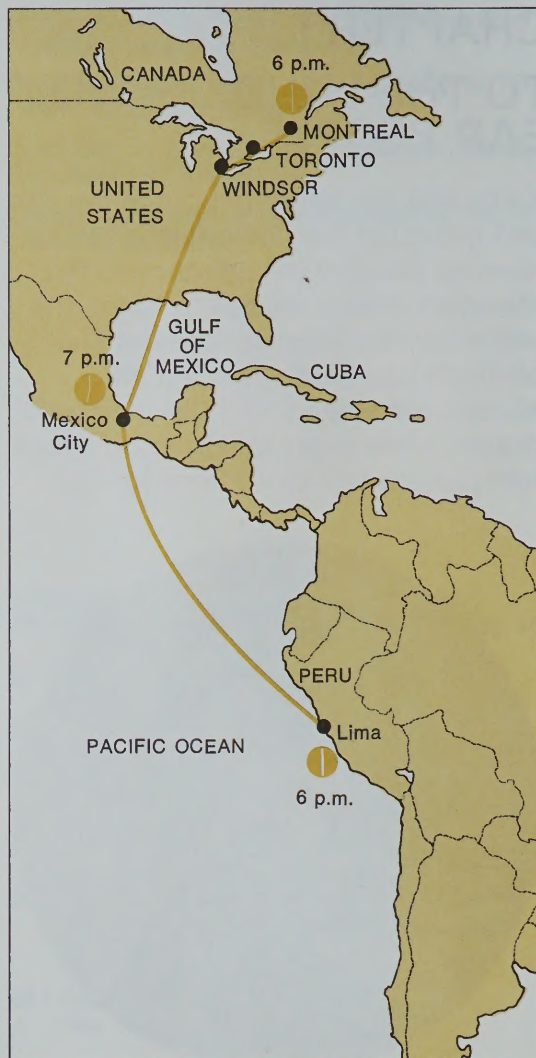 6 p.m.
CANADA
MONTREAL
TORONTO
WINDSOR
UNITED
STATES
GULF
OF
MEXICO
7 p.m.
CUBA
Mexico
City
PERU
Lima
PACIFIC OCEAN
6 p.m.